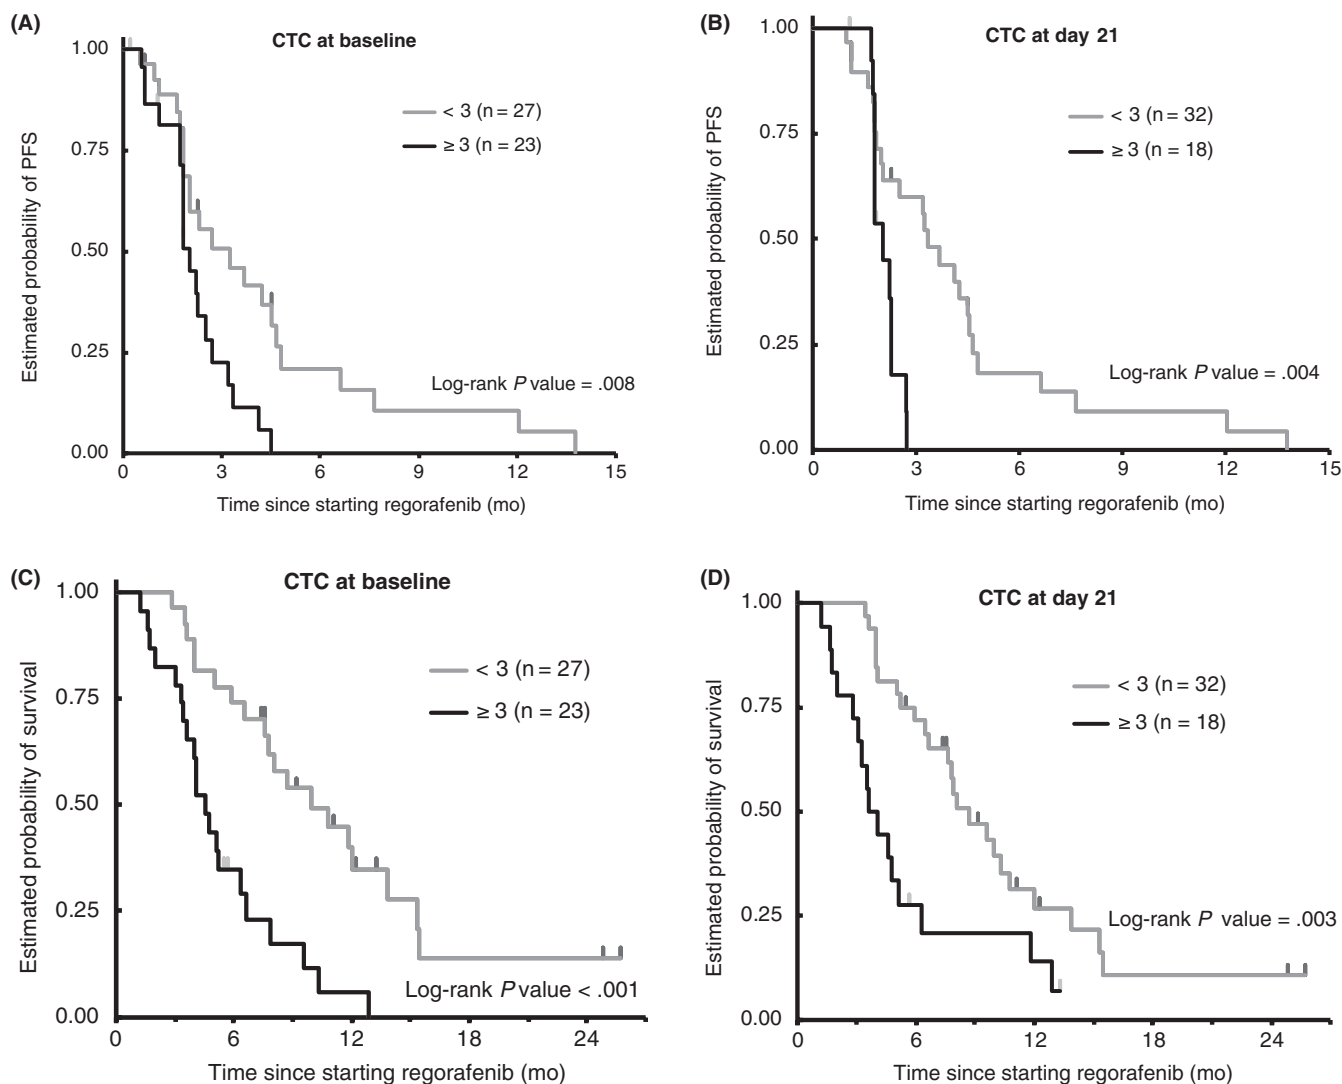 (A)
CTC at baseline
Estimated probability of PFS
1.00
0.75
0.50
0.25
0.00
< 3 (n = 27)
≥ 3 (n = 23)
Log-rank P value = .008
0 3 6 9 12 15
Time since starting regorafenib (mo)
(B)
CTC at day 21
Estimated probability of PFS
1.00
0.75
0.50
0.25
0.00
< 3 (n = 32)
≥ 3 (n = 18)
Log-rank P value = .004
0 3 6 9 12 15
Time since starting regorafenib (mo)
(C)
CTC at baseline
Estimated probability of survival
1.00
0.75
0.50
0.25
0.00
< 3 (n = 27)
≥ 3 (n = 23)
Log-rank P value < .001
0 6 12 18 24
Time since starting regorafenib (mo)
(D)
CTC at day 21
Estimated probability of survival
1.00
0.75
0.50
0.25
0.00
< 3 (n = 32)
≥ 3 (n = 18)
Log-rank P value = .003
0 6 12 18 24
Time since starting regorafenib (mo)